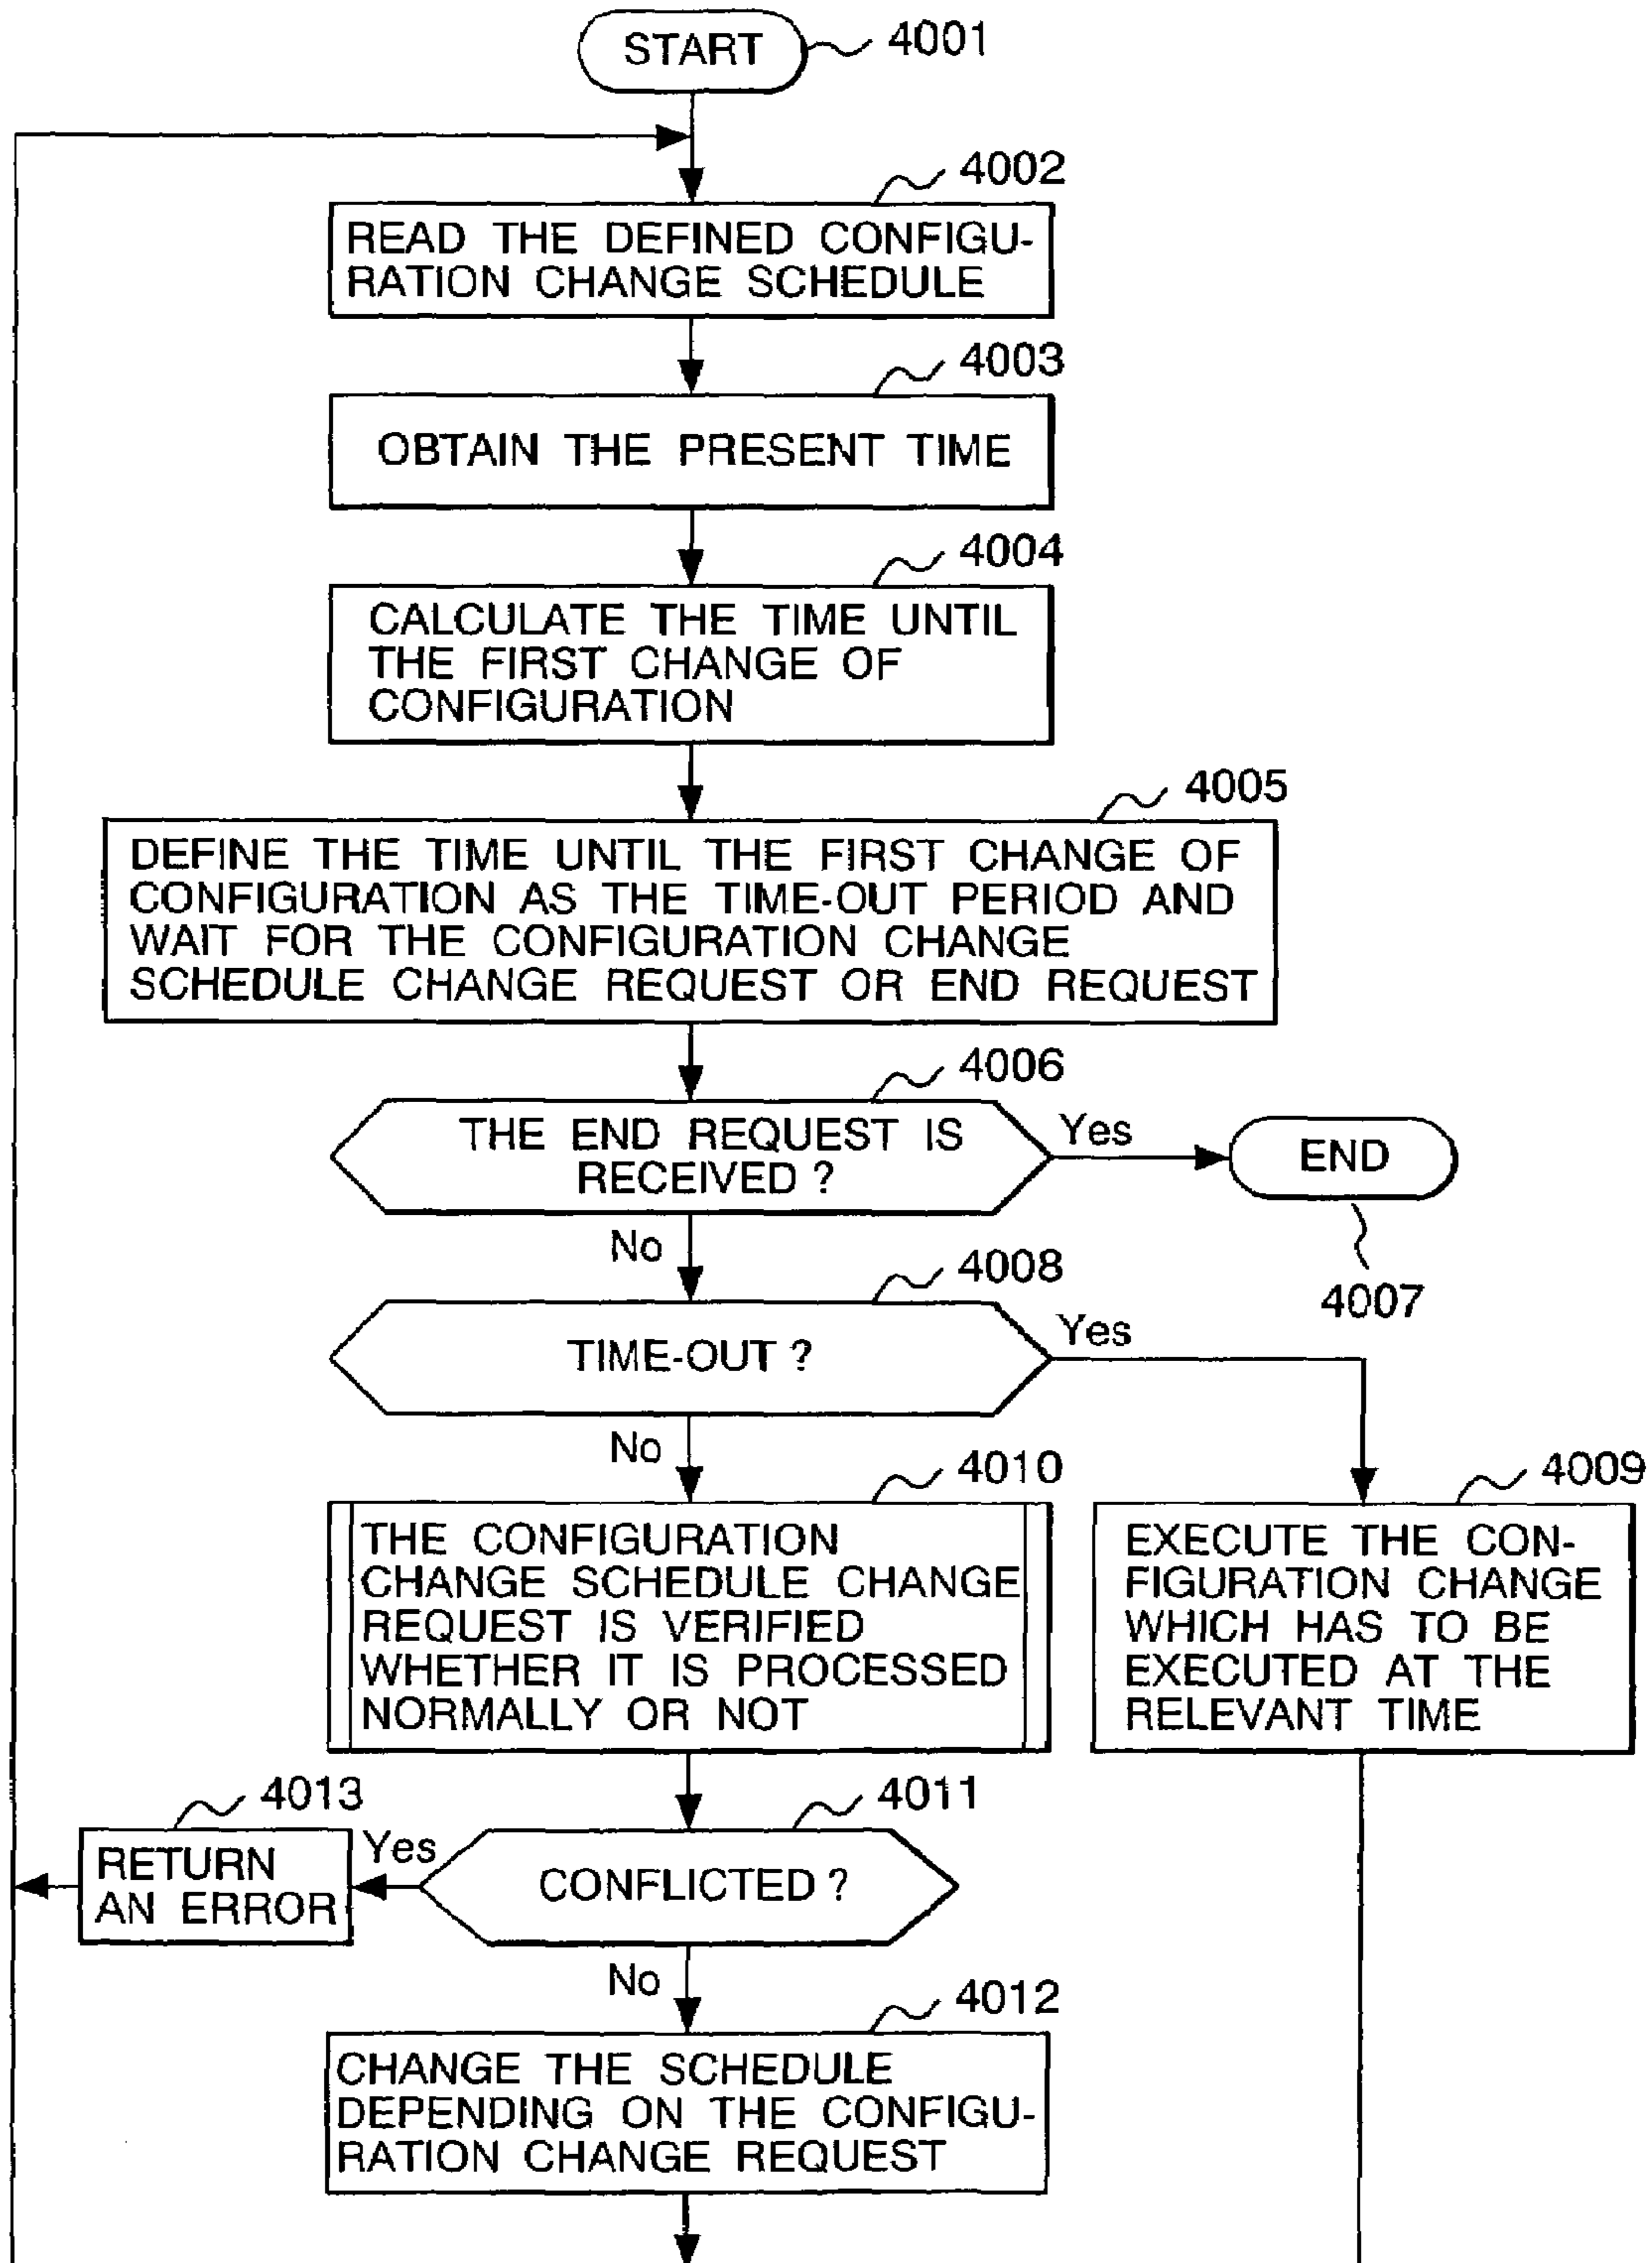 START
4001
4002
READ THE DEFINED CONFIGU-
RATION CHANGE SCHEDULE
4003
OBTAIN THE PRESENT TIME
4004
CALCULATE THE TIME UNTIL
THE FIRST CHANGE OF
CONFIGURATION
4005
DEFINE THE TIME UNTIL THE FIRST CHANGE OF
CONFIGURATION AS THE TIME-OUT PERIOD AND
WAIT FOR THE CONFIGURATION CHANGE
SCHEDULE CHANGE REQUEST OR END REQUEST
4006
THE END REQUEST IS
RECEIVED ?
Yes
END
4007
No
4008
TIME-OUT ?
Yes
No
4010
THE CONFIGURATION
CHANGE SCHEDULE CHANGE
REQUEST IS VERIFIED
WHETHER IT IS PROCESSED
NORMALLY OR NOT
4009
EXECUTE THE CON-
FIGURATION CHANGE
WHICH HAS TO BE
EXECUTED AT THE
RELEVANT TIME
4013
RETURN
AN ERROR
Yes
4011
CONFLICTED ?
No
4012
CHANGE THE SCHEDULE
DEPENDING ON THE CONFIGU-
RATION CHANGE REQUEST